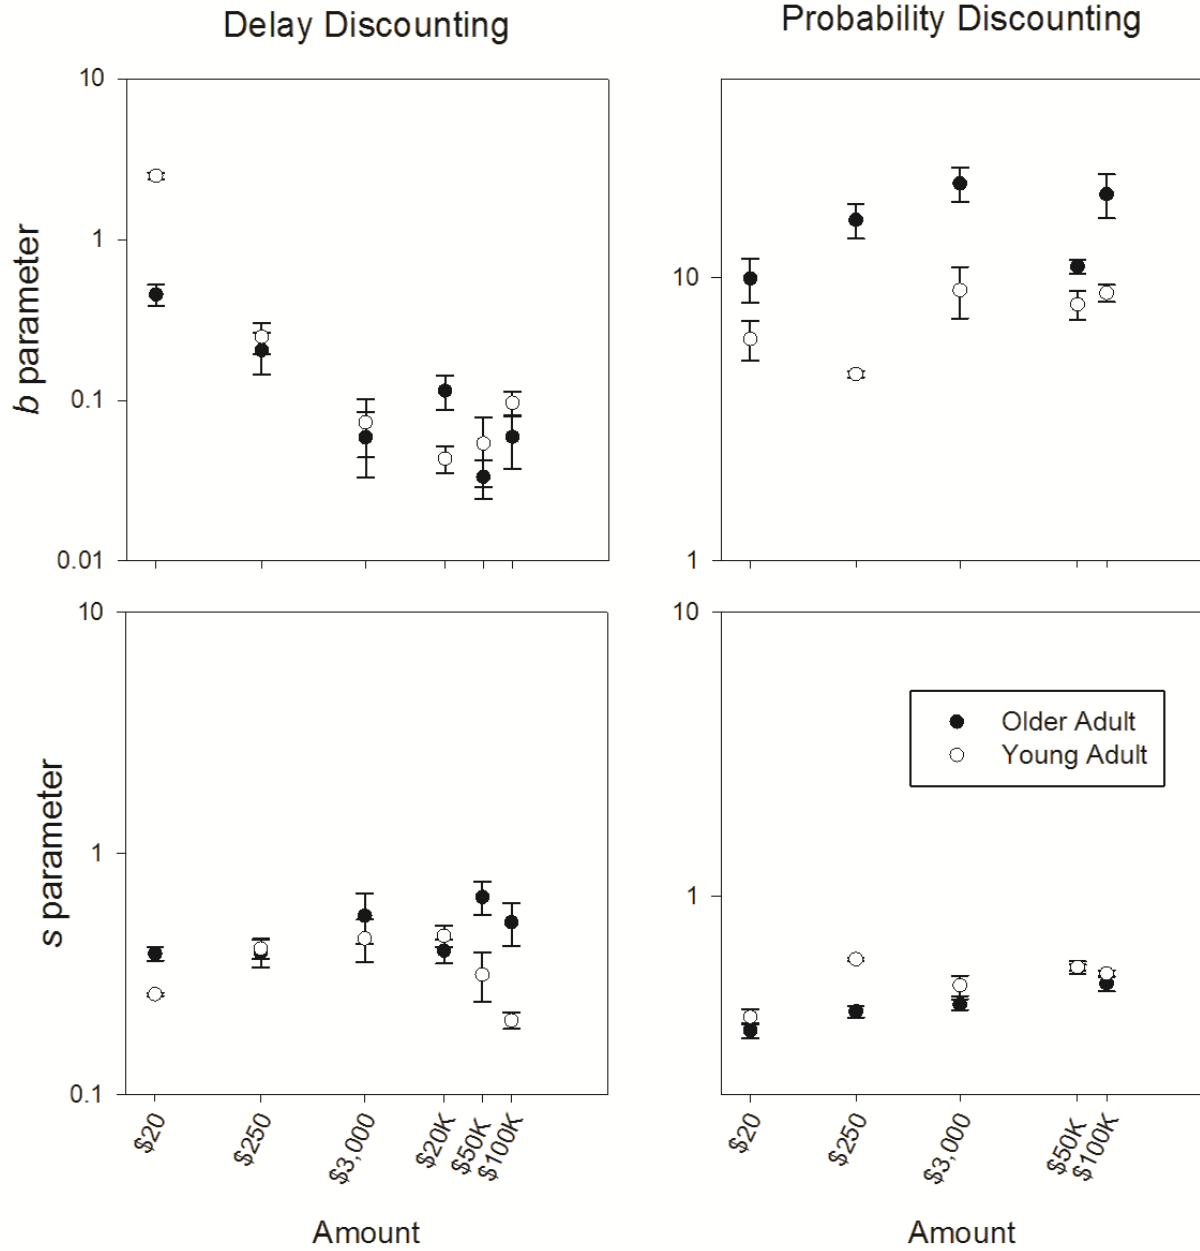 Delay Discounting
Probability Discounting
10
1
0.1
0.01
b parameter
10
1
10
1
0.1
s parameter
10
1
Older Adult
Young Adult
$20
$250
$3,000
$20K
$50K
$100K
Amount
$20
$250
$3,000
$50K
$100K
Amount